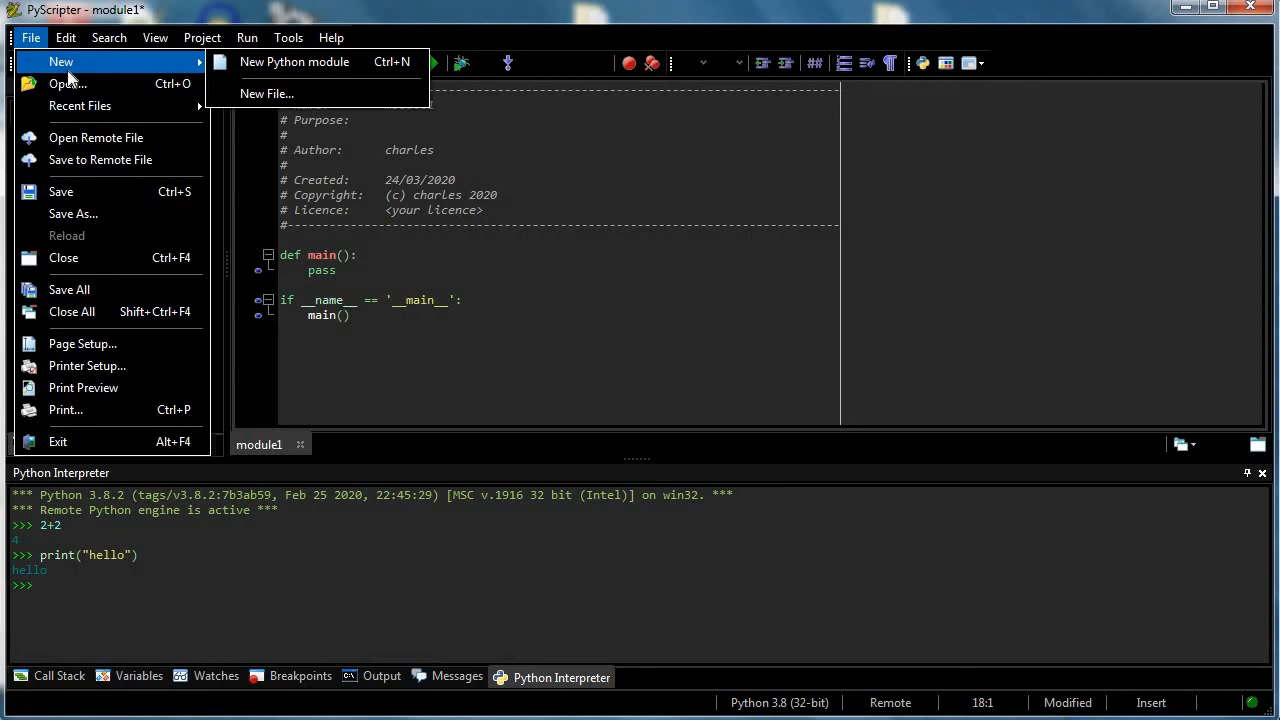 PyScripter - module1*
File Edit Search View Project Run Tools Help
New
Open...
Ctrl+O
Recent Files
Open Remote File
Save to Remote File
Save Ctrl+S
Save As...
Reload
Close Ctrl+F4
Save All
Close All Shift+Ctrl+F4
Page Setup...
Printer Setup...
Print Preview
Print... Ctrl+P
Exit Alt+F4
New Python module Ctrl+N
New File...
# Purpose:
#
# Author: charles
#
# Created: 24/03/2020
# Copyright: (c) charles 2020
# Licence: <your licence>
#-------------------------------------------------------------------------------
def main():
pass
if __name__ == '__main__':
main()
module1
Python Interpreter
*** Python 3.8.2 (tags/v3.8.2:7b3ab59, Feb 25 2020, 22:45:29) [MSC v.1916 32 bit (Intel)] on win32. ***
*** Remote Python engine is active ***
>>> 2+2
4
>>> print("hello")
hello
>>>
Call Stack Variables Watches Breakpoints Output Messages Python Interpreter
Python 3.8 (32-bit) Remote 18:1 Modified Insert